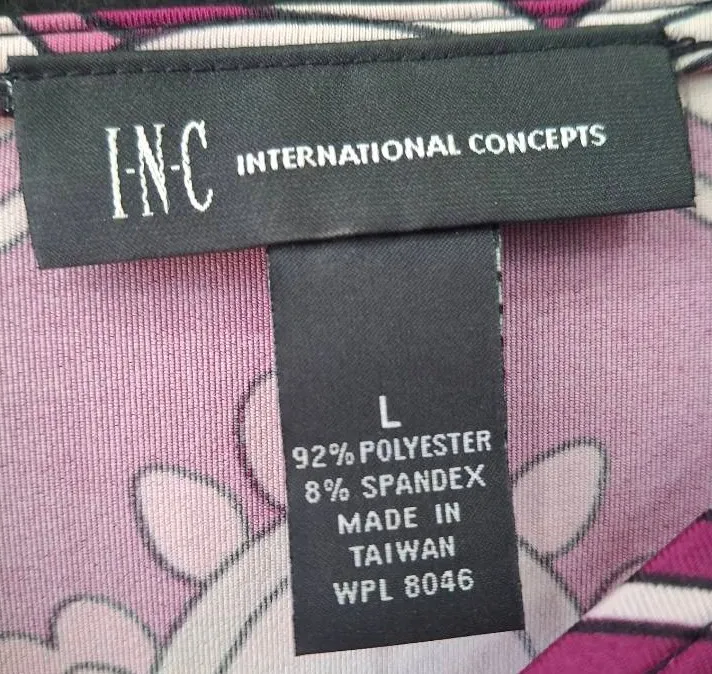 I-N-C INTERNATIONAL CONCEPTS
L
92% POLYESTER
8% SPANDEX
MADE IN
TAIWAN
WPL 8046